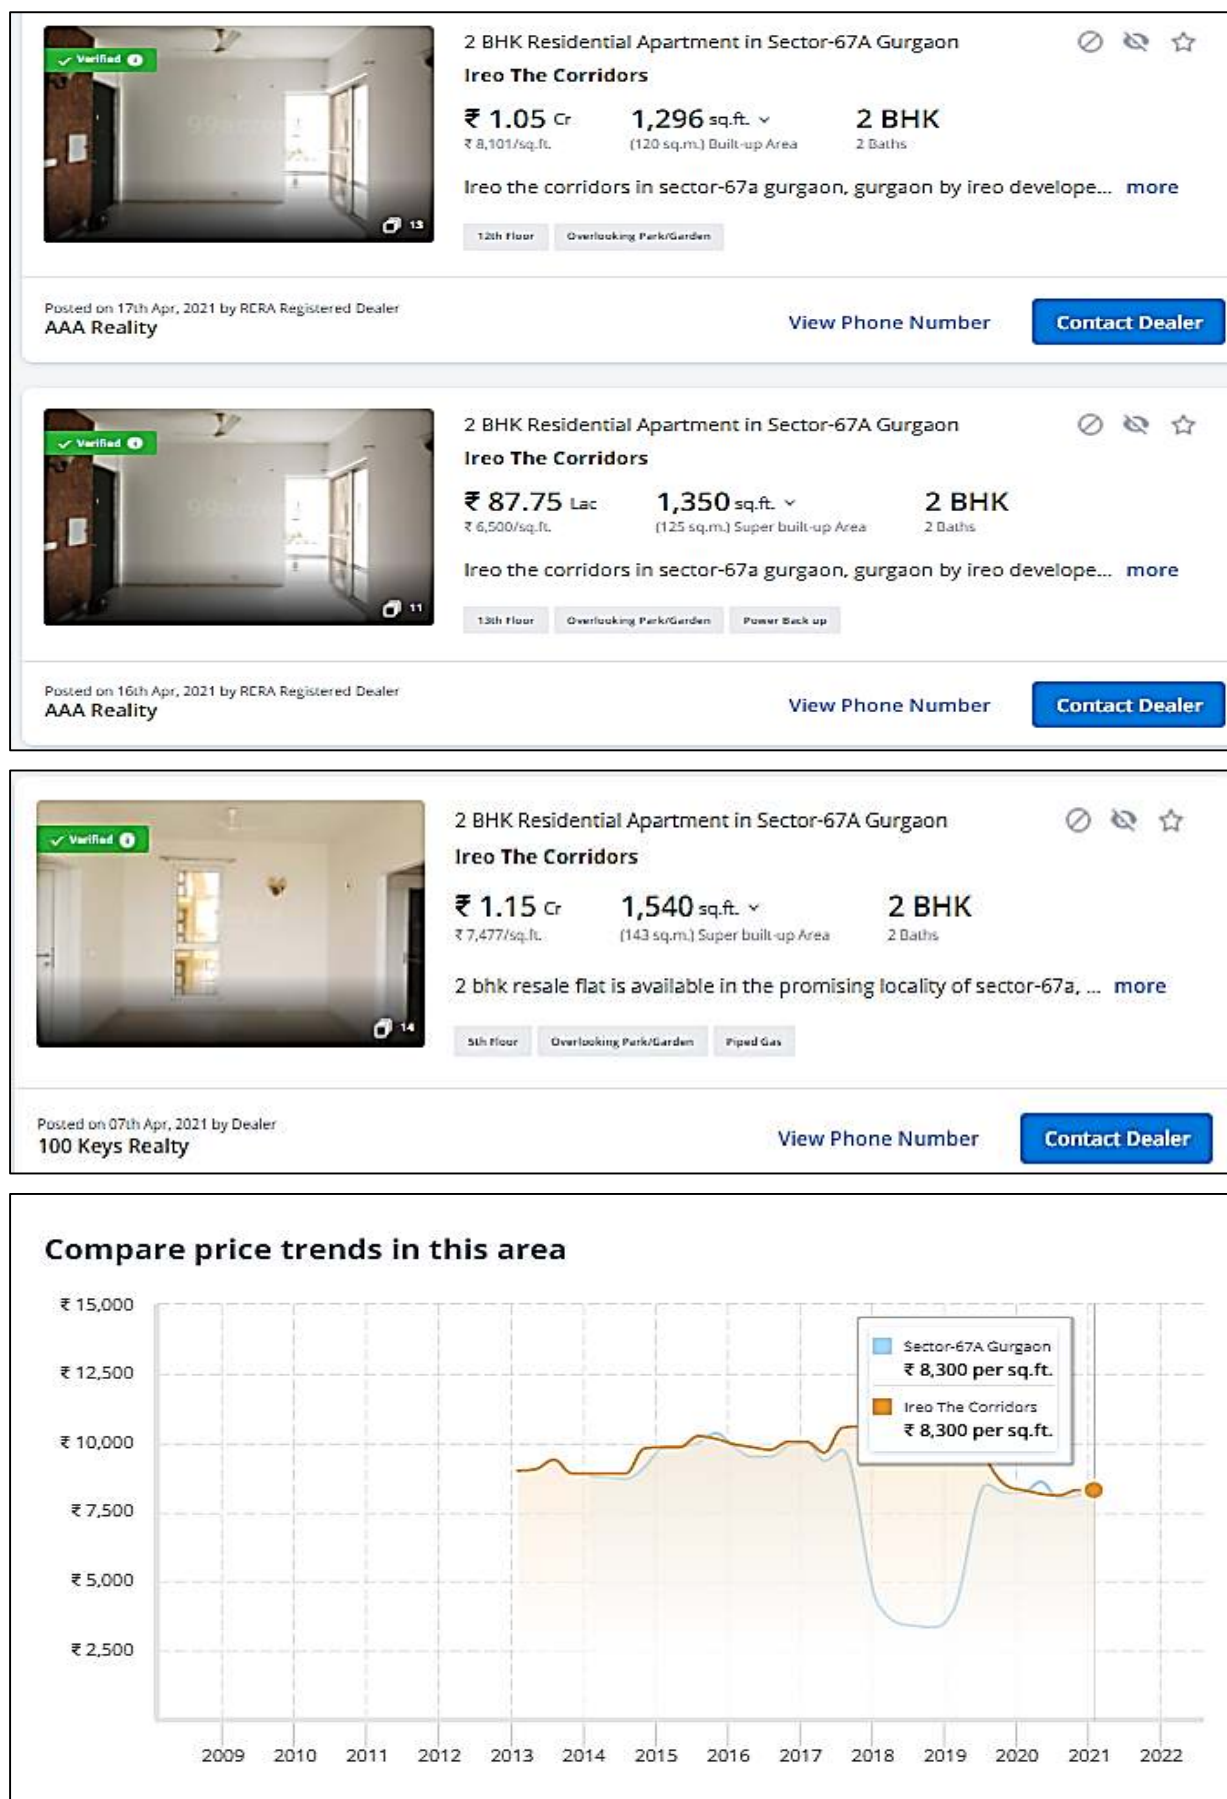 Verified
13
2 BHK Residential Apartment in Sector-67A Gurgaon
Ireo The Corridors
₹ 1.05 Cr 1,296 sq.ft. 2 BHK
₹ 8,101/sq.ft. (120 sq.m.) Built-up Area 2 Baths
Ireo the corridors in sector-67a gurgaon, gurgaon by ireo develope... more
12th Floor Overlooking Park/Garden
Posted on 17th Apr, 2021 by RERA Registered Dealer
AAA Reality
View Phone Number Contact Dealer
Verified
11
2 BHK Residential Apartment in Sector-67A Gurgaon
Ireo The Corridors
₹ 87.75 Lac 1,350 sq.ft. 2 BHK
₹ 6,500/sq.ft. (125 sq.m.) Super built-up Area 2 Baths
Ireo the corridors in sector-67a gurgaon, gurgaon by ireo develope... more
13th Floor Overlooking Park/Garden Power Back up
Posted on 16th Apr, 2021 by RERA Registered Dealer
AAA Reality
View Phone Number Contact Dealer
Verified
14
2 BHK Residential Apartment in Sector-67A Gurgaon
Ireo The Corridors
₹ 1.15 Cr 1,540 sq.ft. 2 BHK
₹ 7,477/sq.ft. (143 sq.m.) Super built-up Area 2 Baths
2 bhk resale flat is available in the promising locality of sector-67a, ... more
5th Floor Overlooking Park/Garden Piped Gas
Posted on 07th Apr, 2021 by Dealer
100 Keys Realty
View Phone Number Contact Dealer
Compare price trends in this area
₹ 15,000
₹ 12,500
₹ 10,000
₹ 7,500
₹ 5,000
₹ 2,500
Sector-67A Gurgaon
₹ 8,300 per sq.ft.
Ireo The Corridors
₹ 8,300 per sq.ft.
2009 2010 2011 2012 2013 2014 2015 2016 2017 2018 2019 2020 2021 2022